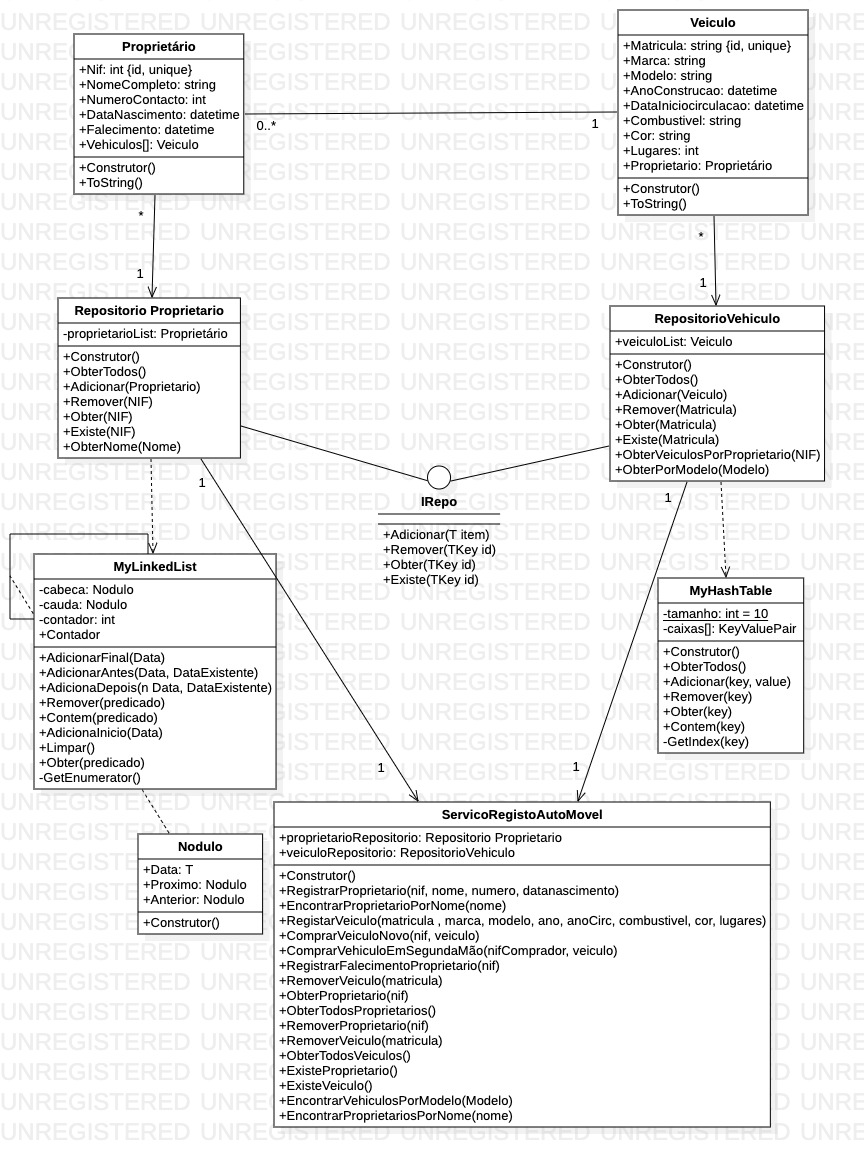 Proprietário
+Nif: int {id, unique}
+NomeCompleto: string
+NumeroContacto: int
+DataNascimento: datetime
+Falecimento: datetime
+Vehiculos[]: Veiculo
+Construtor()
+ToString()
Veiculo
+Matricula: string {id, unique}
+Marca: string
+Modelo: string
+AnoConstrucao: datetime
+DataIniciocirculacao: datetime
+Combustivel: string
+Cor: string
+Lugares: int
+Proprietario: Proprietário
+Construtor()
+ToString()
0..*
1
*
1
*
1
Repositorio Proprietario
-proprietarioList: Proprietário
+Construtor()
+ObterTodos()
+Adicionar(Proprietario)
+Remover(NIF)
+Obter(NIF)
+Existe(NIF)
+ObterNome(Nome)
RepositorioVehiculo
+veiculoList: Veiculo
+Construtor()
+ObterTodos()
+Adicionar(Veiculo)
+Remover(Matricula)
+Obter(Matricula)
+Existe(Matricula)
+ObterVeiculosPorProprietario(NIF)
+ObterPorModelo(Modelo)
1
1
IRepo
+Adicionar(T item)
+Remover(TKey id)
+Obter(TKey id)
+Existe(TKey id)
MyLinkedList
-cabeca: Nodulo
-cauda: Nodulo
-contador: int
+Contador
+AdicionarFinal(Data)
+AdicionarAntes(Data, DataExistente)
+AdicionaDepois(n Data, DataExistente)
+Remover(predicado)
+Contem(predicado)
+AdicionaInicio(Data)
+Limpar()
+Obter(predicado)
-GetEnumerator()
MyHashTable
-tamanho: int = 10
-caixas[]: KeyValuePair
+Construtor()
+ObterTodos()
+Adicionar(key, value)
+Remover(key)
+Obter(key)
+Contem(key)
-GetIndex(key)
1
1
Nodulo
+Data: T
+Proximo: Nodulo
+Anterior: Nodulo
+Construtor()
ServicoRegistoAutoMovel
+proprietarioRepositorio: Repositorio Proprietario
+veiculoRepositorio: RepositorioVehiculo
+Construtor()
+RegistrarProprietario(nif, nome, numero, datanascimento)
+EncontrarProprietarioPorNome(nome)
+RegistarVeiculo(matricula , marca, modelo, ano, anoCirc, combustivel, cor, lugares)
+ComprarVeiculoNovo(nif, veiculo)
+ComprarVehiculoEmSegundaMão(nifComprador, veiculo)
+RegistrarFalecimentoProprietario(nif)
+RemoverVeiculo(matricula)
+ObterProprietario(nif)
+ObterTodosProprietarios()
+RemoverProprietario(nif)
+RemoverVeiculo(matricula)
+ObterTodosVeiculos()
+ExisteProprietario()
+ExisteVeiculo()
+EncontrarVehiculosPorModelo(Modelo)
+EncontrarProprietariosPorNome(nome)
UNREGISTERED